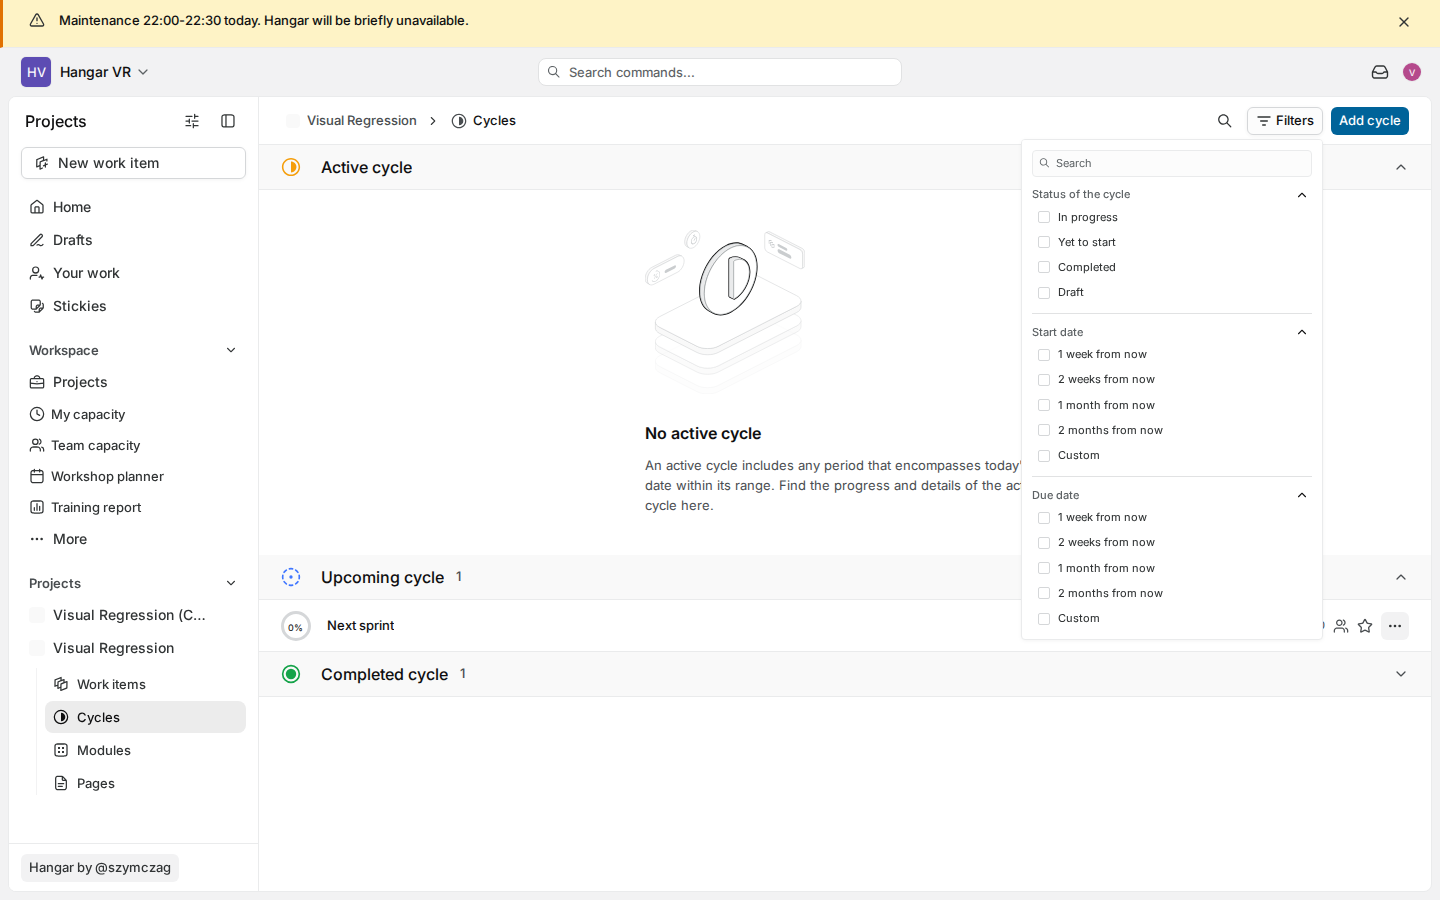 Maintenance 22:00-22:30 today. Hangar will be briefly unavailable.
HV Hangar VR
Search commands...
V
Projects
New work item
Home
Drafts
Your work
Stickies
Workspace
Projects
My capacity
Team capacity
Workshop planner
Training report
More
Projects
Visual Regression (C...
Visual Regression
Work items
Cycles
Modules
Pages
Hangar by @szymczag
Visual Regression
Cycles
Filters
Add cycle
Active cycle
No active cycle
An active cycle includes any period that encompasses today'
date within its range. Find the progress and details of the
cycle here.
Upcoming cycle 1
0% Next sprint
Completed cycle 1
Search
Status of the cycle
In progress
Yet to start
Completed
Draft
Start date
1 week from now
2 weeks from now
1 month from now
2 months from now
Custom
Due date
1 week from now
2 weeks from now
1 month from now
2 months from now
Custom